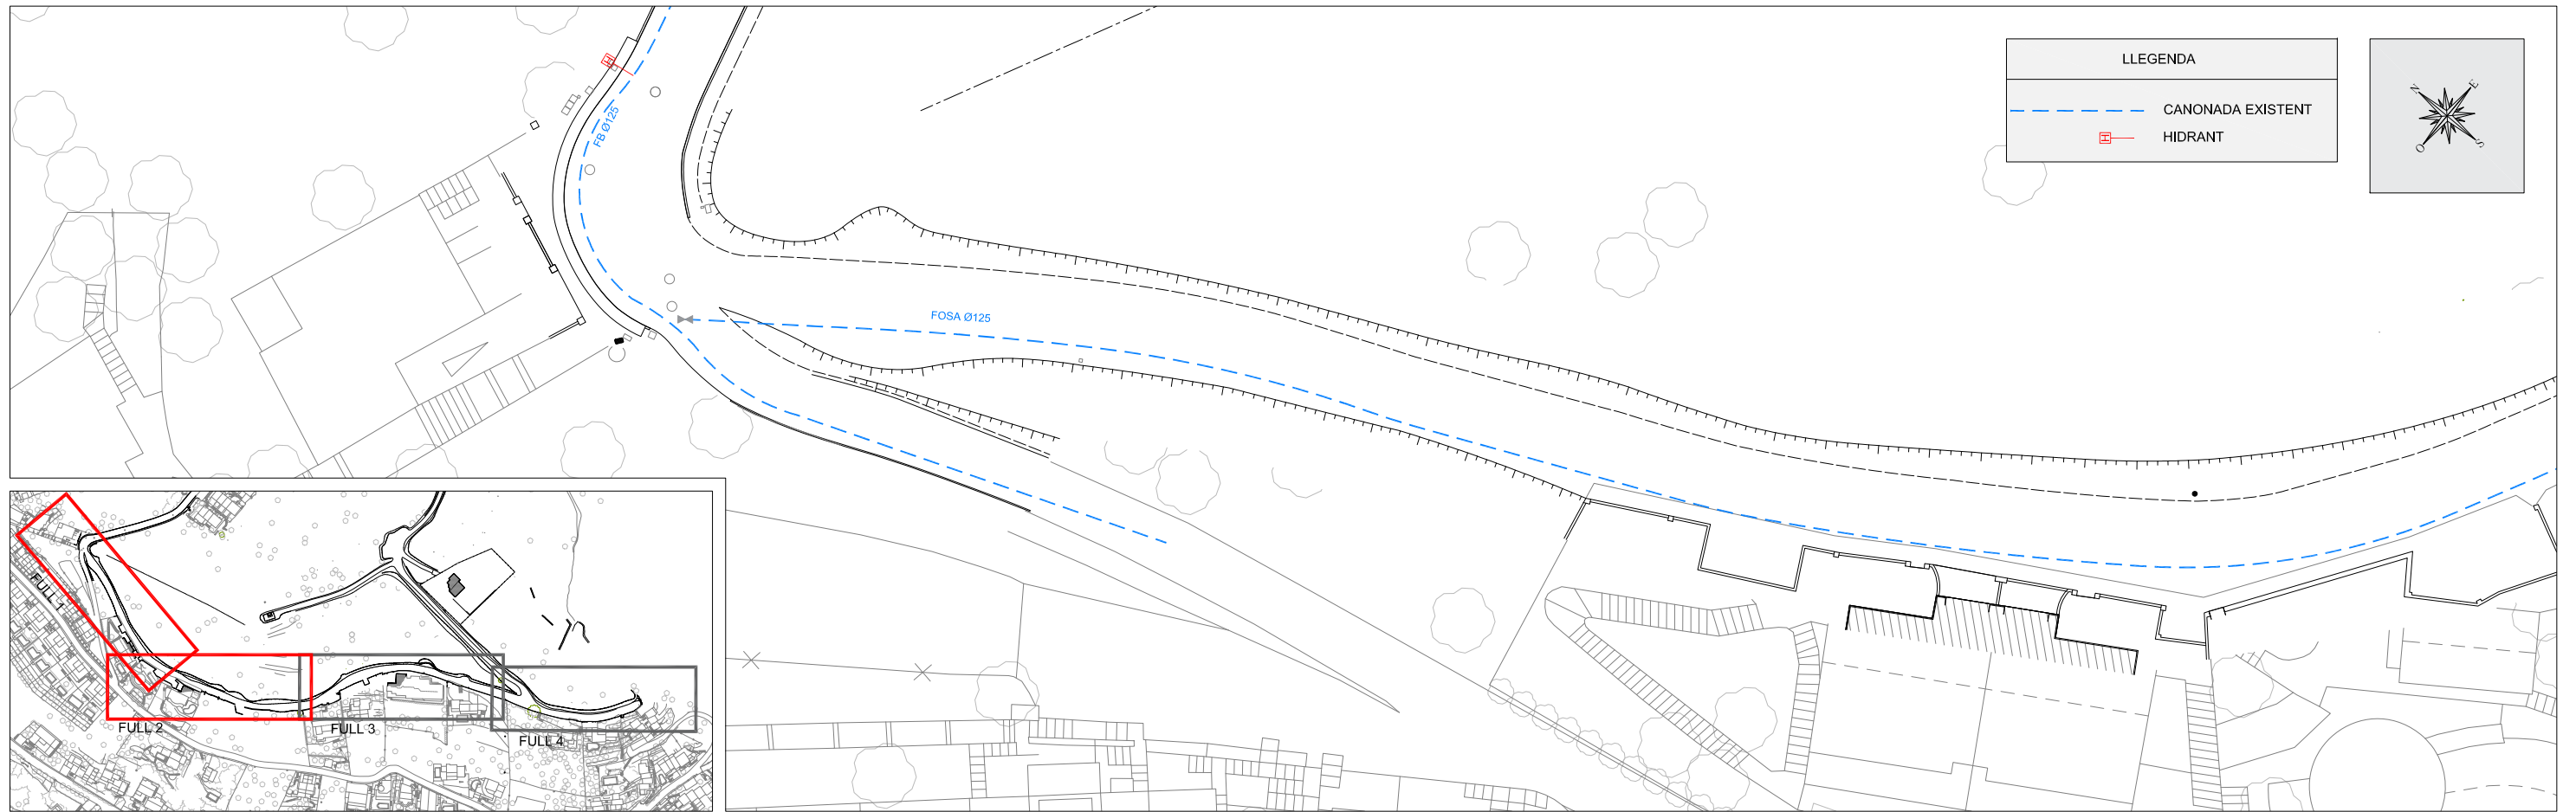 LLEGENDA
CANONADA EXISTENT
H HIDRANT
N
E
O
S
H
FB Ø125
FOSA Ø125
FULL 1
FULL 2
FULL 3
FULL 4